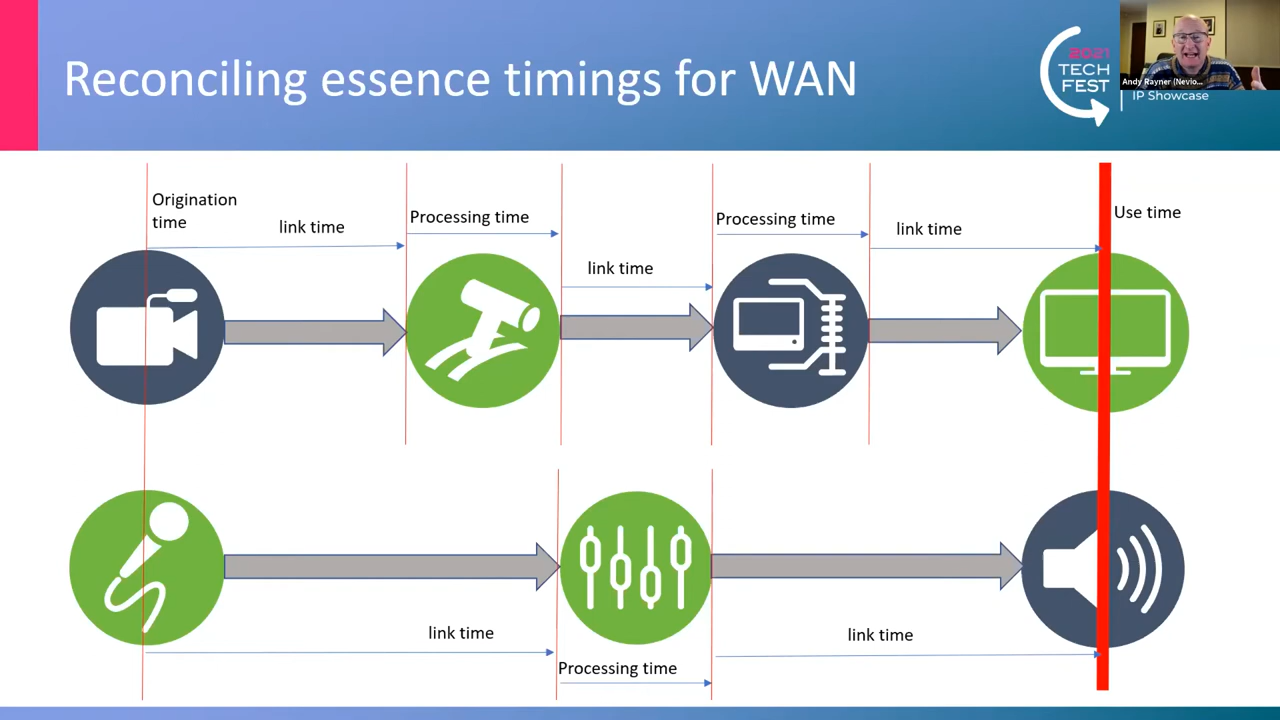 Reconciling essence timings for WAN
2021
TECH
FEST
IP Showcase
Andy Rayner (Nevio...
Origination
time
link time
Processing time
link time
Processing time
link time
Use time
link time
Processing time
link time